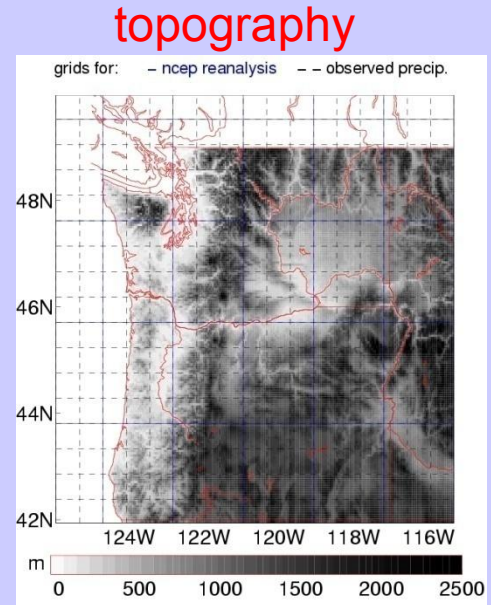 topography
grids for: – ncep reanalysis – – observed precip.
48N
46N
44N
42N
124W 122W 120W 118W 116W
m
0 500 1000 1500 2000 2500